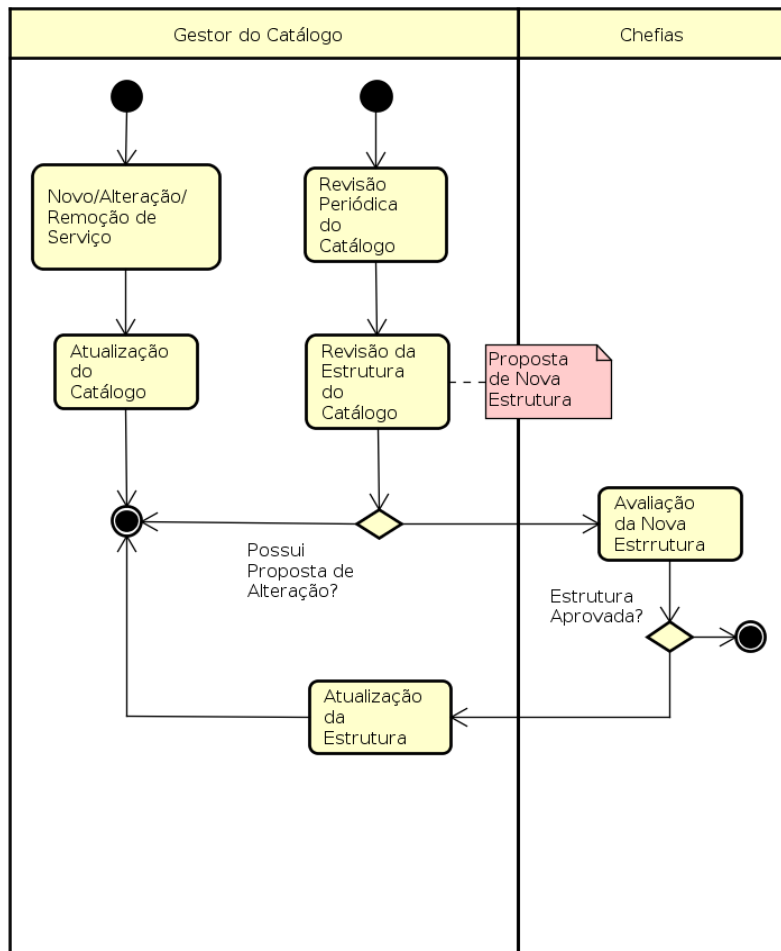 Gestor do Catálogo
Chefias
Novo/Alteração/
Remoção de
Serviço
Revisão
Periódica
do
Catálogo
Atualização
do
Catálogo
Revisão da
Estrutura
do
Catálogo
Proposta
de Nova
Estrutura
Avaliação
da Nova
Estrrutura
Possui
Proposta de
Alteração?
Estrutura
Aprovada?
Atualização
da
Estrutura